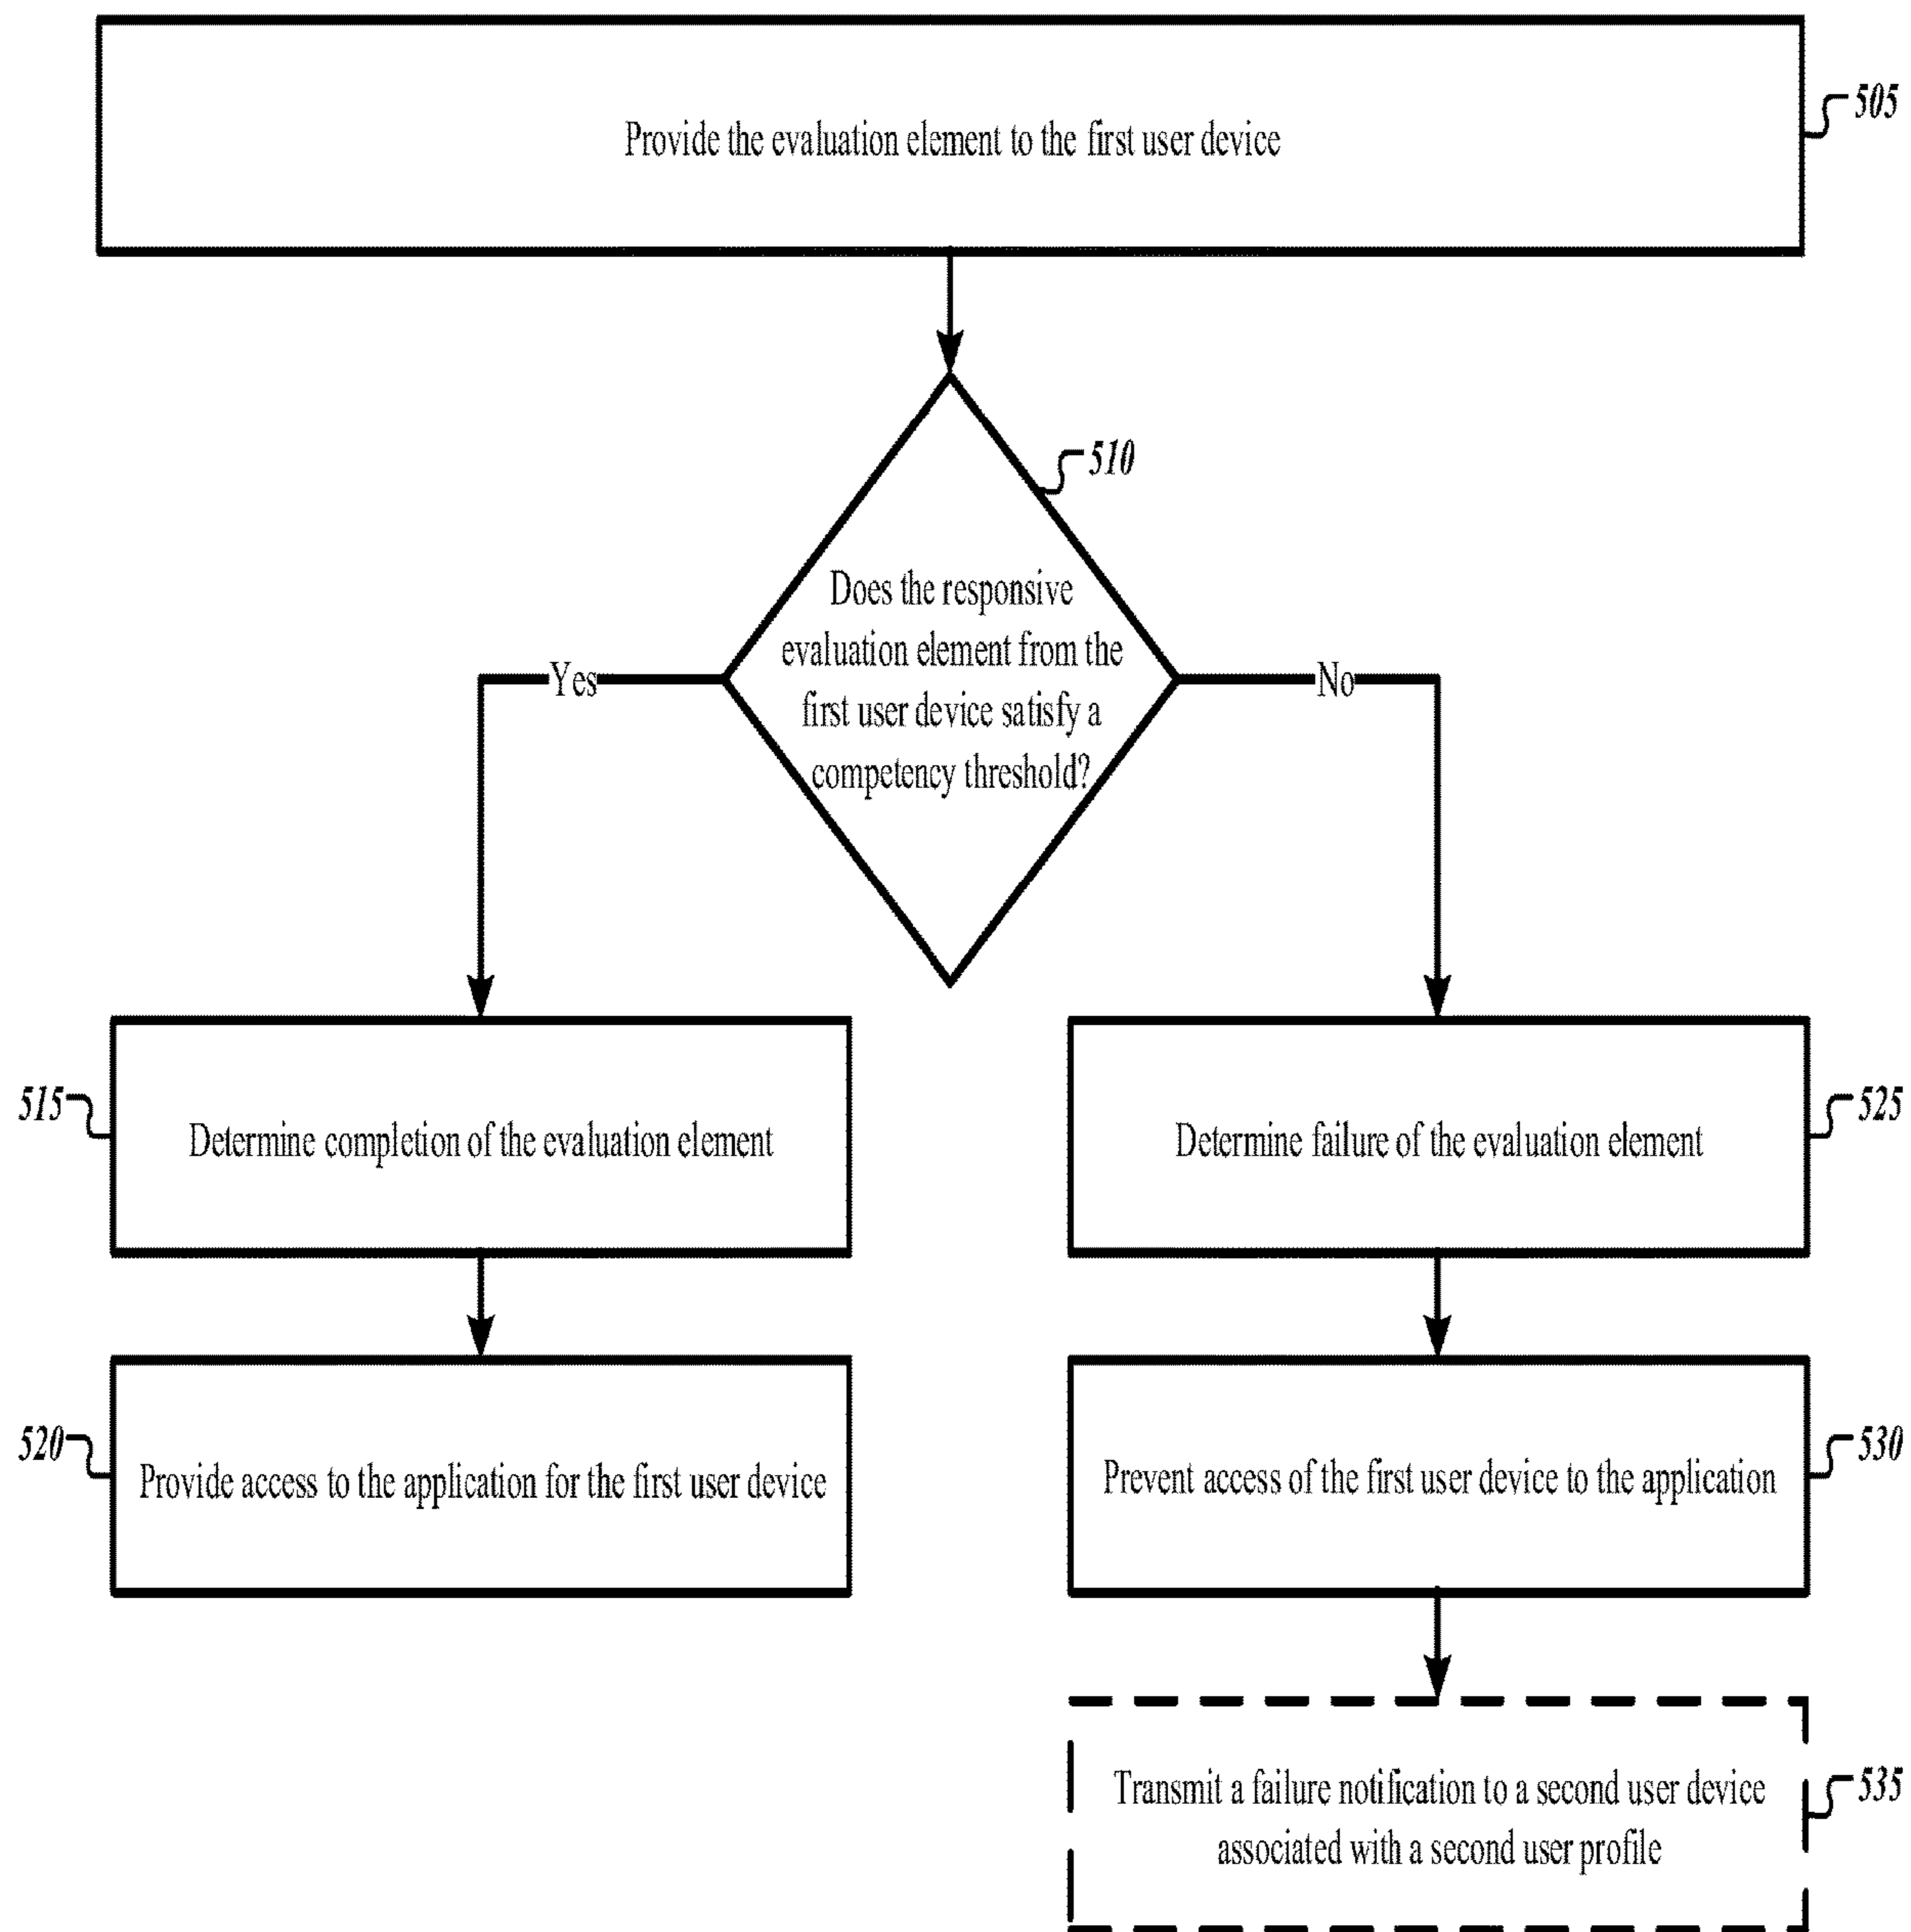 Provide the evaluation element to the first user device
505
510
Does the responsive
evaluation element from the
first user device satisfy a
competency threshold?
Yes
No
515
Determine completion of the evaluation element
Determine failure of the evaluation element
525
520
Provide access to the application for the first user device
Prevent access of the first user device to the application
530
Transmit a failure notification to a second user device
associated with a second user profile
535